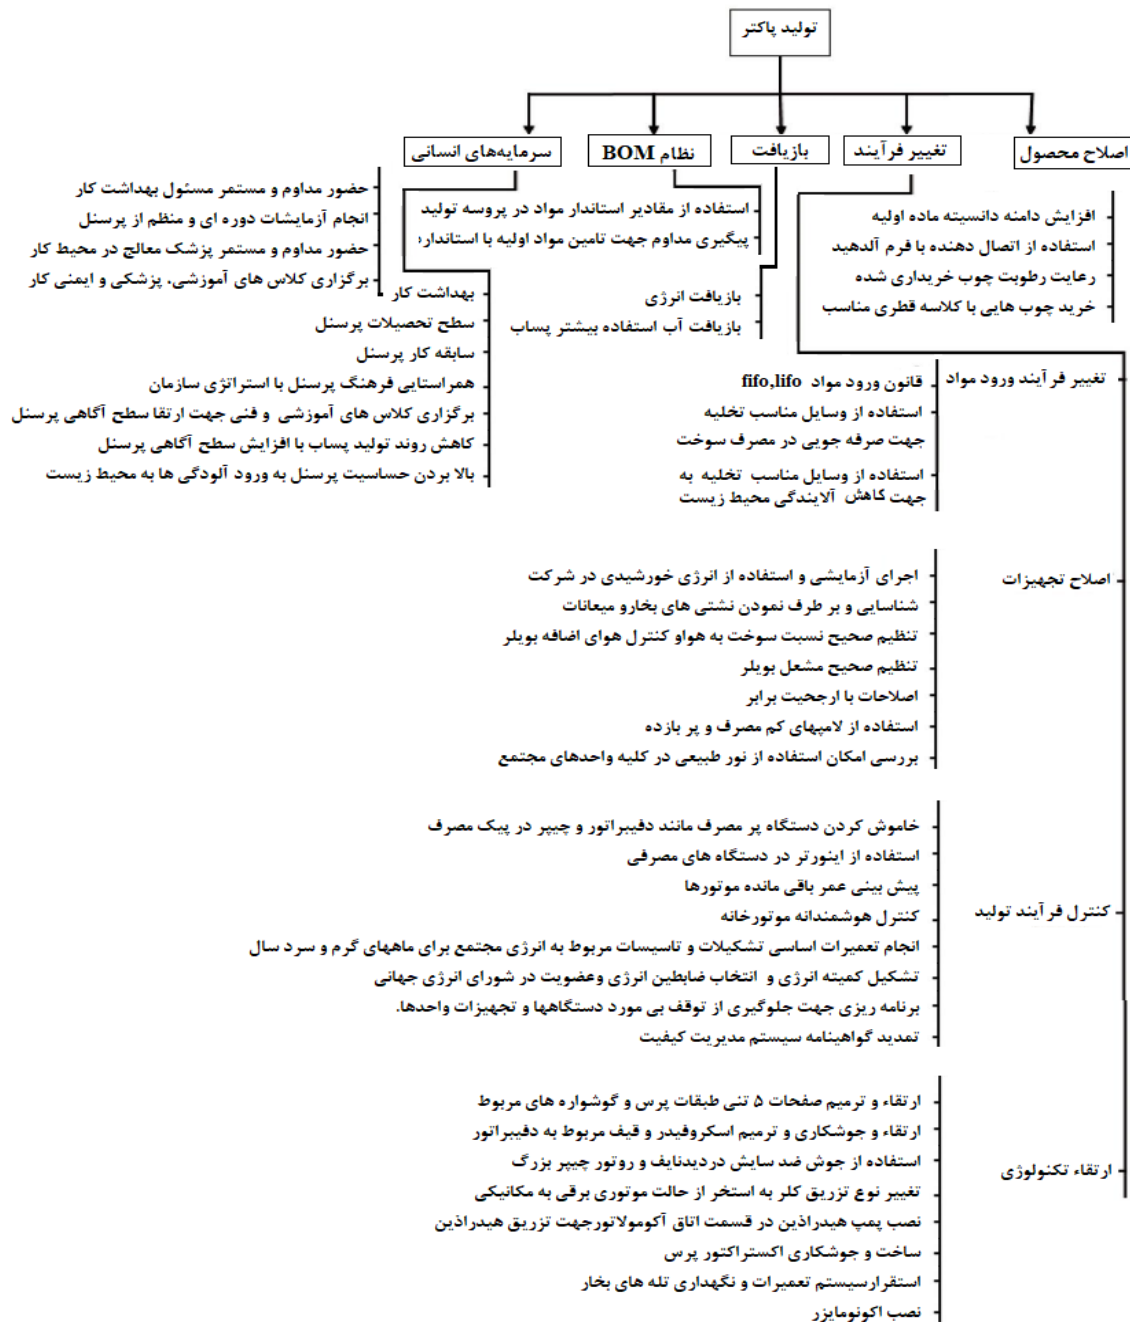 تولید پاکتر
اصلاح محصول
تغییر فرآیند
بازیافت
نظام BOM
سرمایه‌های انسانی
افزایش دامنه دانسیته ماده اولیه
استفاده از اتصال دهنده با فرم آلدهید
رعایت رطوبت چوب خریداری شده
خرید چوب هایی با کلاسه قطری مناسب
استفاده از مقادیر استاندار مواد در پروسه تولید
پیگیری مداوم جهت تامین مواد اولیه با استاندارد
بازیافت انرژی
بازیافت آب استفاده بیشتر پساب
حضور مداوم و مستمر مسئول بهداشت کار
انجام آزمایشات دوره ای و منظم از پرسنل
حضور مداوم و مستمر پزشک معالج در محیط کار
برگزاری کلاس های آموزشی، پزشکی و ایمنی کار
بهداشت کار
سطح تحصیلات پرسنل
سابقه کار پرسنل
همراستایی فرهنگ پرسنل با استراتژی سازمان
برگزاری کلاس های آموزشی و فنی جهت ارتقا سطح آگاهی پرسنل
کاهش روند تولید پساب با افزایش سطح آگاهی پرسنل
بالا بردن حساسیت پرسنل به ورود آلودگی ها به محیط زیست
تغییر فرآیند ورود مواد
قانون ورود مواد fifo,lifo
استفاده از وسایل مناسب تخلیه
جهت صرفه جویی در مصرف سوخت
استفاده از وسایل مناسب تخلیه به
جهت کاهش آلایندگی محیط زیست
اصلاح تجهیزات
اجرای آزمایشی و استفاده از انرژی خورشیدی در شرکت
شناسایی و بر طرف نمودن نشتی های بخارو میعانات
تنظیم صحیح نسبت سوخت به هواو کنترل هوای اضافه بویلر
تنظیم صحیح مشعل بویلر
اصلاحات با ارجحیت برابر
استفاده از لامپهای کم مصرف و پر بازده
بررسی امکان استفاده از نور طبیعی در کلیه واحدهای مجتمع
کنترل فرآیند تولید
خاموش کردن دستگاه پر مصرف مانند دفیبراتور و چیپر در پیک مصرف
استفاده از اینورتر در دستگاه های مصرفی
پیش بینی عمر باقی مانده موتورها
کنترل هوشمندانه موتورخانه
انجام تعمیرات اساسی تشکیلات و تاسیسات مربوط به انرژی مجتمع برای ماههای گرم و سرد سال
تشکیل کمیته انرژی و انتخاب ضابطین انرژی وعضویت در شورای انرژی جهانی
برنامه ریزی جهت جلوگیری از توقف بی مورد دستگاهها و تجهیزات واحدها.
تمدید گواهینامه سیستم مدیریت کیفیت
ارتقاء تکنولوژی
ارتقاء و ترمیم صفحات ۵ تنی طبقات پرس و گوشواره های مربوط
ارتقاء و جوشکاری و ترمیم اسکروفیدر و قیف مربوط به دفیبراتور
استفاده از جوش ضد سایش دردیدنایف و روتور چیپر بزرگ
تغییر نوع تزریق کلر به استخر از حالت موتوری برقی به مکانیکی
نصب پمپ هیدراذین در قسمت اتاق آکومولاتورجهت تزریق هیدراذین
ساخت و جوشکاری اکستراکتور پرس
استقرارسیستم تعمیرات و نگهداری تله های بخار
نصب اکونومایزر